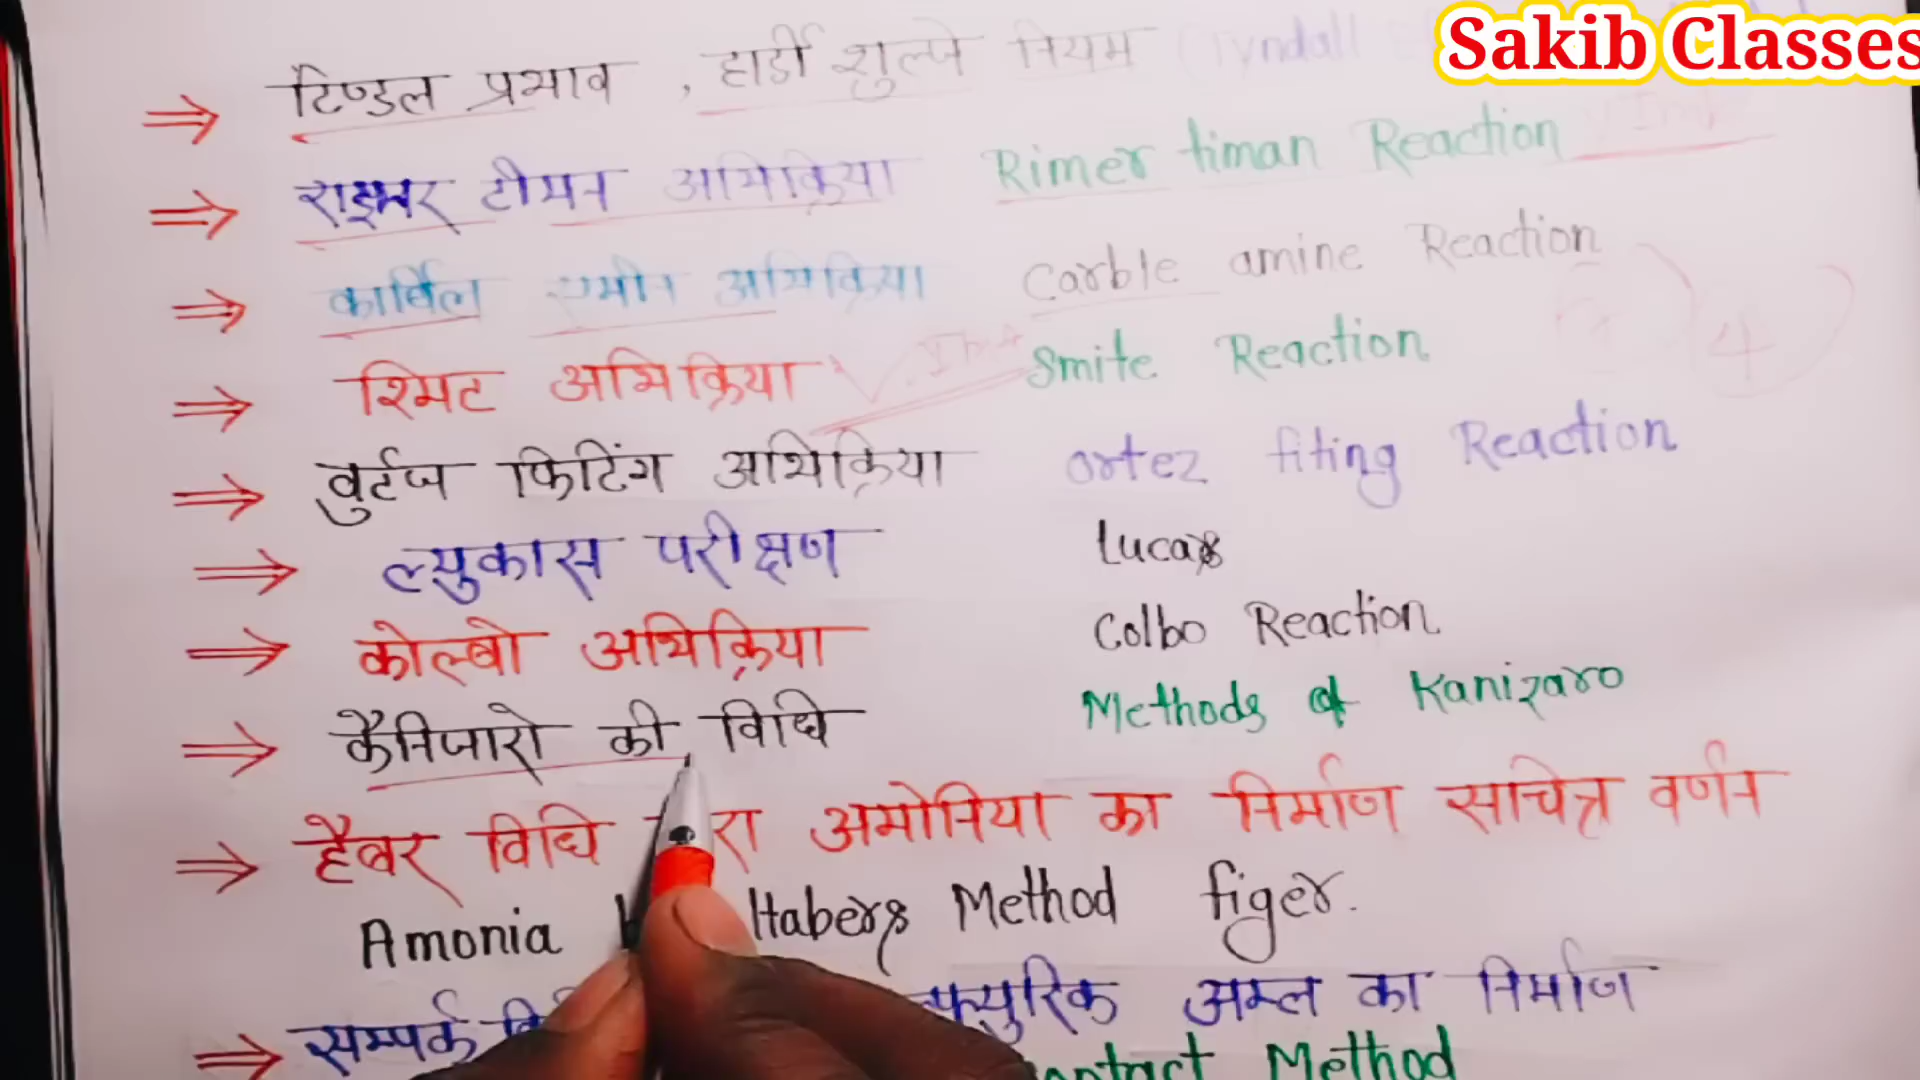 Sakib Classes
⇒ टिण्डल प्रभाव , हार्डी शुल्जे नियम (Tyndall
⇒ राइमर टीमन अभिक्रिया Rimer timan Reaction
⇒ कार्बिल एमीन अभिक्रिया Carble amine Reaction
⇒ श्मिट अभिक्रिया Smite Reaction
⇒ वुर्टज फिटिंग अभिक्रिया ortez fiting Reaction
⇒ ल्युकास परीक्षण Lucas
⇒ कोल्बो अभिक्रिया Colbo Reaction
⇒ कैनिजारो की विधि Methods of Kanizaro
⇒ हैबर विधि अमोनिया का निर्माण सचित्र वर्णन
Amonia Habers Method figer.
⇒ सम्पर्क अम्ल का निर्माण
Method